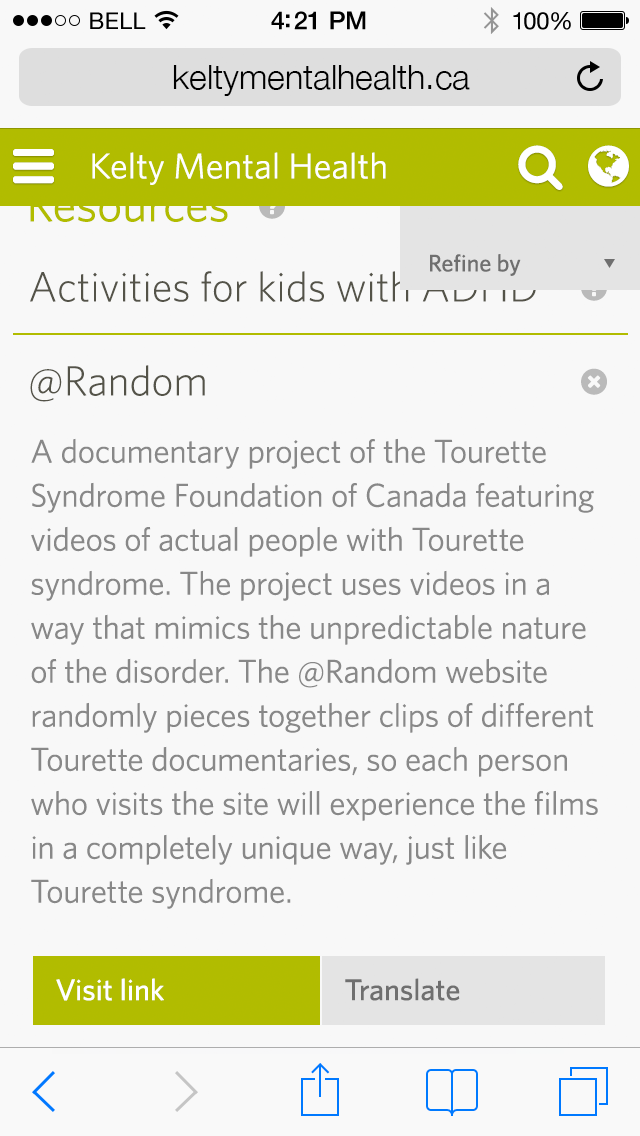 BELL 4:21 PM 100%
keltymentalhealth.ca
Kelty Mental Health
Resources
Refine by
Activities for kids with ADHD
@Random
A documentary project of the Tourette
Syndrome Foundation of Canada featuring
videos of actual people with Tourette
syndrome. The project uses videos in a
way that mimics the unpredictable nature
of the disorder. The @Random website
randomly pieces together clips of different
Tourette documentaries, so each person
who visits the site will experience the films
in a completely unique way, just like
Tourette syndrome.
Visit link Translate